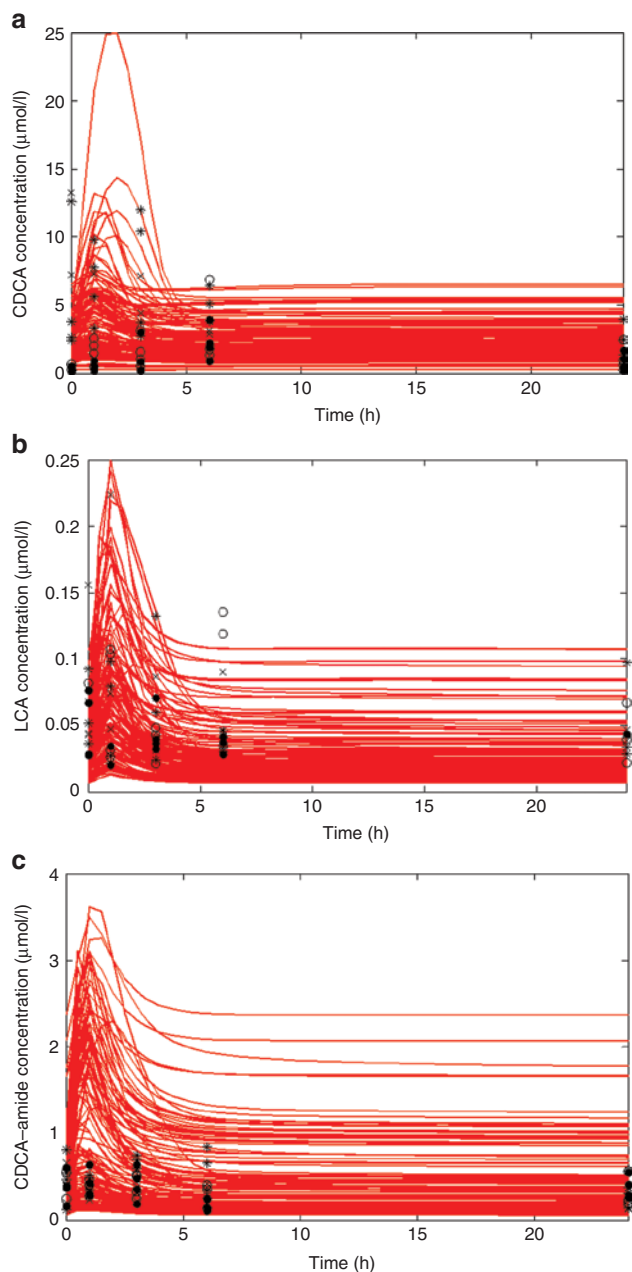 a
CDCA concentration (μmol/l)
25
20
15
10
5
0
0 5 10 15 20
Time (h)
b
LCA concentration (μmol/l)
0.25
0.2
0.15
0.1
0.05
0
0 5 10 15 20
Time (h)
c
CDCA–amide concentration (μmol/l)
4
3
2
1
0
0 5 10 15 20
Time (h)